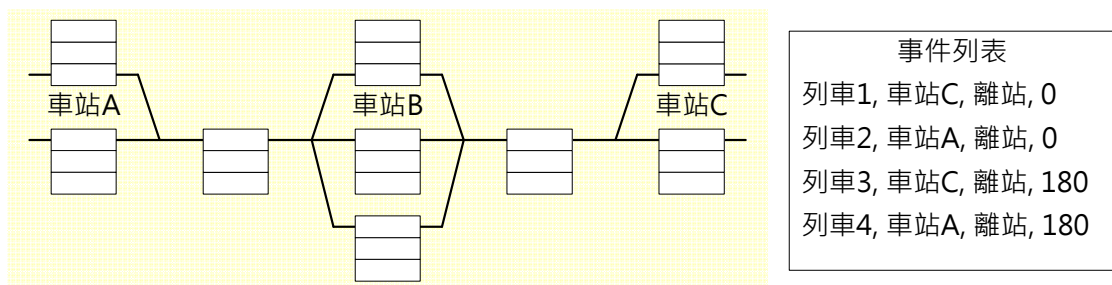 車站A
車站B
車站C
事件列表
列車1, 車站C, 離站, 0
列車2, 車站A, 離站, 0
列車3, 車站C, 離站, 180
列車4, 車站A, 離站, 180